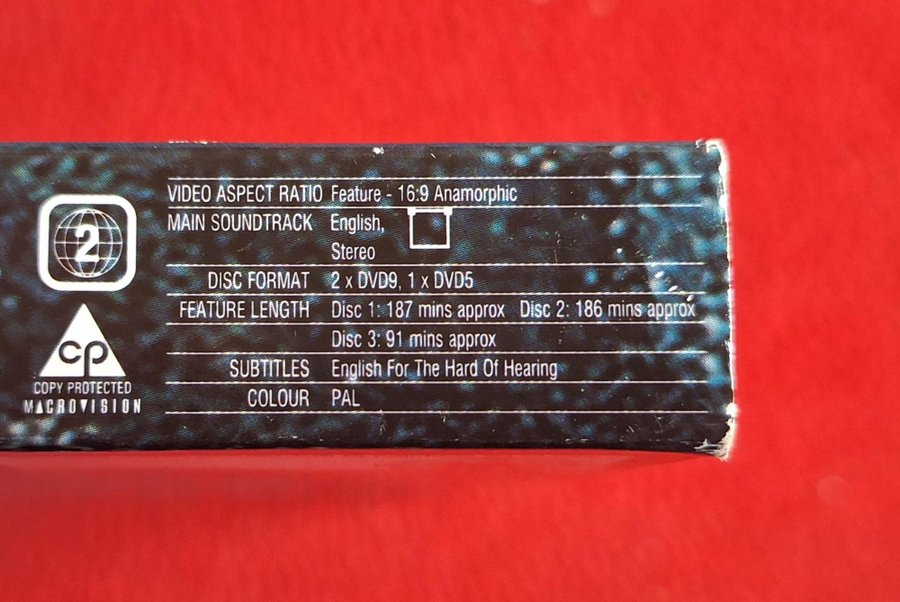 VIDEO ASPECT RATIO Feature - 16:9 Anamorphic
MAIN SOUNDTRACK English,
Stereo
DISC FORMAT 2 x DVD9, 1 x DVD5
FEATURE LENGTH Disc 1: 187 mins approx Disc 2: 186 mins approx
Disc 3: 91 mins approx
SUBTITLES English For The Hard Of Hearing
COLOUR PAL
2
cp
COPY PROTECTED
MACROVISION